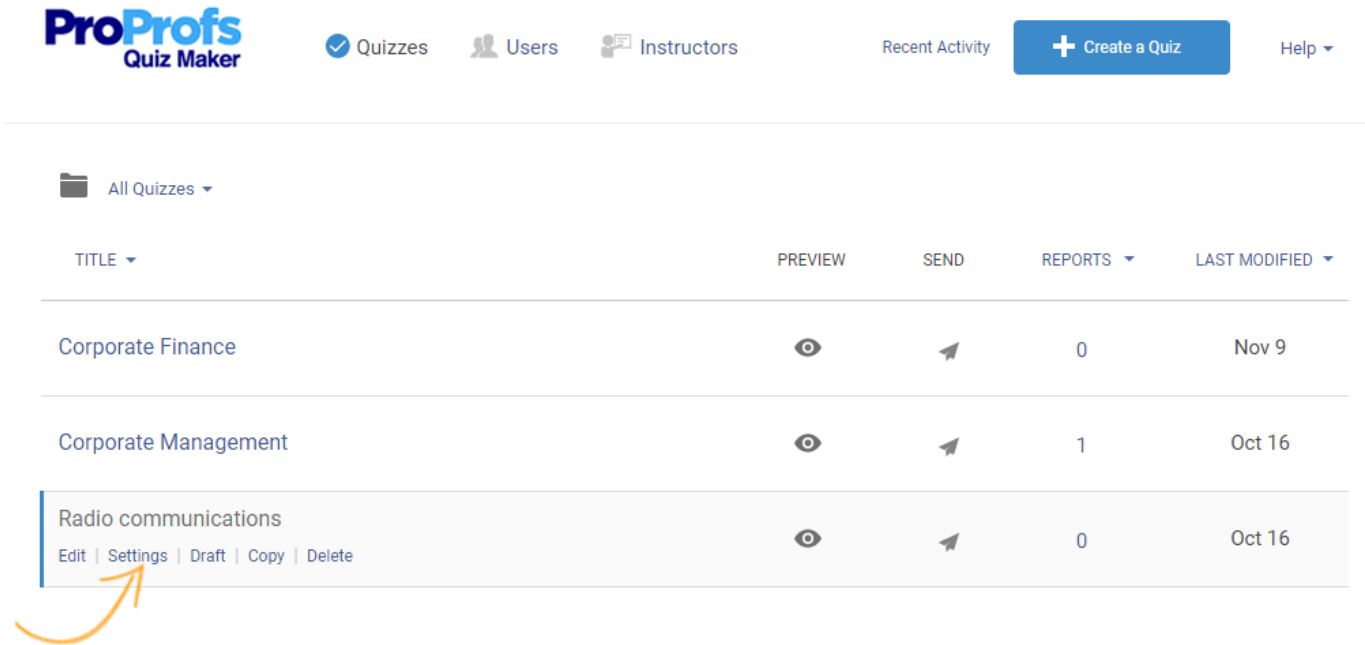 ProProfs
Quiz Maker
Quizzes Users Instructors Recent Activity Create a Quiz Help
All Quizzes
TITLE PREVIEW SEND REPORTS LAST MODIFIED
Corporate Finance 0 Nov 9
Corporate Management 1 Oct 16
Radio communications 0 Oct 16
Edit | Settings | Draft | Copy | Delete